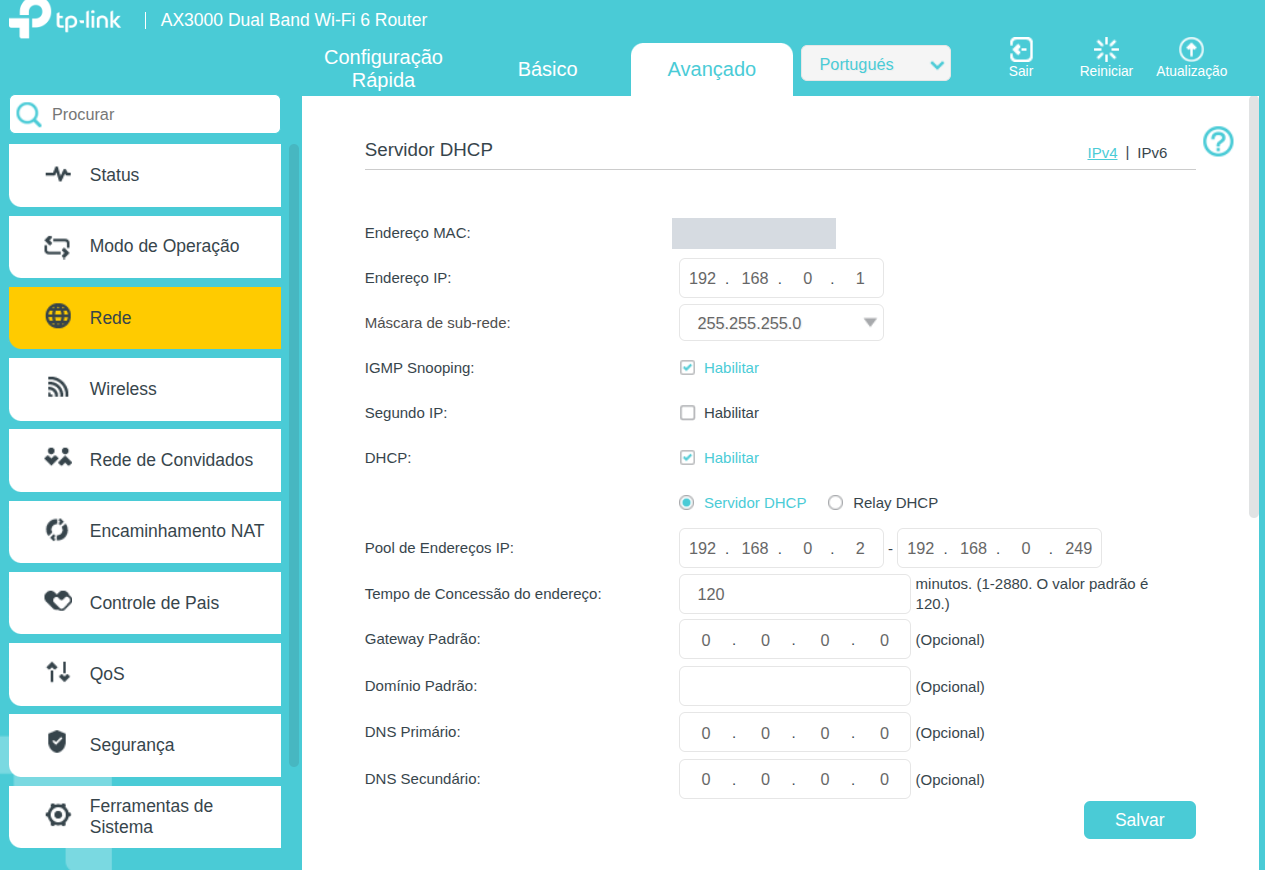 tp-link | AX3000 Dual Band Wi-Fi 6 Router
Configuração
Rápida
Básico
Avançado
Português
Sair
Reiniciar
Atualização
Procurar
Status
Modo de Operação
Rede
Wireless
Rede de Convidados
Encaminhamento NAT
Controle de Pais
QoS
Segurança
Ferramentas de
Sistema
Servidor DHCP
IPv4 | IPv6
Endereço MAC:
Endereço IP: 192 . 168 . 0 . 1
Máscara de sub-rede: 255.255.255.0
IGMP Snooping: Habilitar
Segundo IP: Habilitar
DHCP: Habilitar
Servidor DHCP Relay DHCP
Pool de Endereços IP: 192 . 168 . 0 . 2 - 192 . 168 . 0 . 249
Tempo de Concessão do endereço: 120 minutos. (1-2880. O valor padrão é
120.)
Gateway Padrão: 0 . 0 . 0 . 0 (Opcional)
Domínio Padrão: (Opcional)
DNS Primário: 0 . 0 . 0 . 0 (Opcional)
DNS Secundário: 0 . 0 . 0 . 0 (Opcional)
Salvar